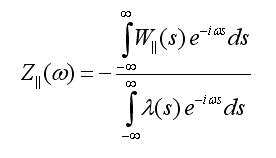 Z∥(ω) = − ∫_{−∞}^{∞} W∥(s) e^{−iωs} ds / ∫_{−∞}^{∞} λ(s) e^{−iωs} ds